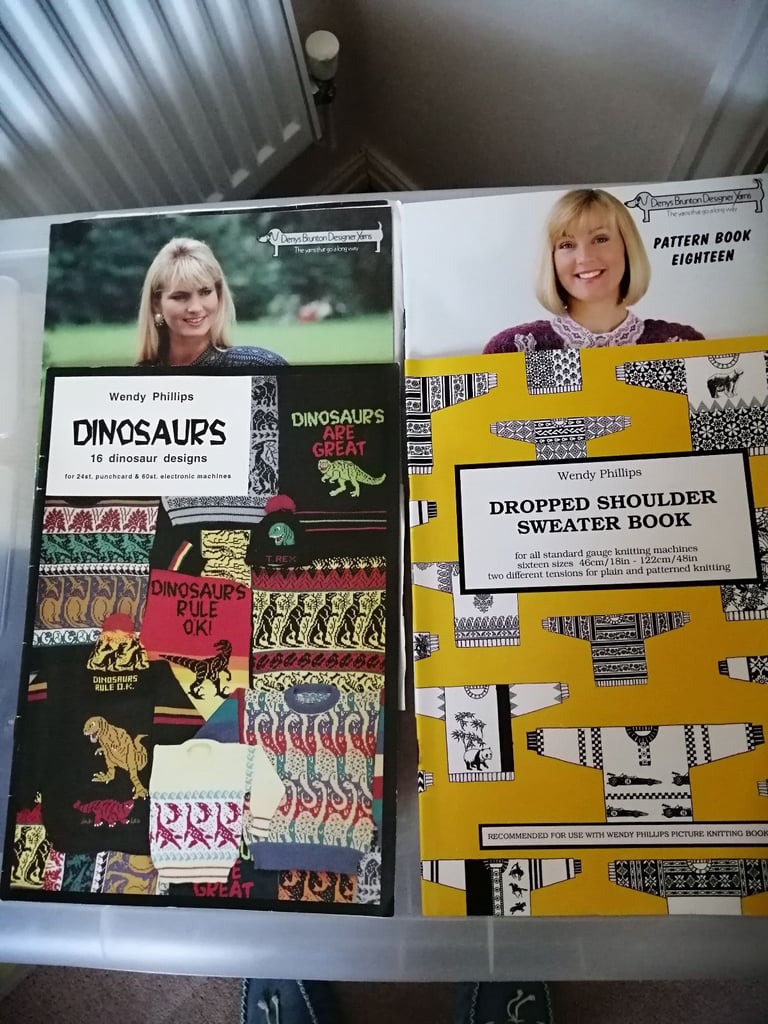 Denys Brunton Designer Yarns
The yarns that go a long way
Wendy Phillips
DINOSAURS
16 dinosaur designs
for 24st. punchcard & 60st. electronic machines
DINOSAURS
ARE
GREAT
T. REX
DINOSAURS
RULE
O.K!
DINOSAURS
RULE O.K.
GREAT
Denys Brunton Designer Yarns
The yarns that go a long way
PATTERN BOOK
EIGHTEEN
Wendy Phillips
DROPPED SHOULDER
SWEATER BOOK
for all standard gauge knitting machines
sixteen sizes 46cm/18in - 122cm/48in
two different tensions for plain and patterned knitting
RECOMMENDED FOR USE WITH WENDY PHILLIPS PICTURE KNITTING BOOK